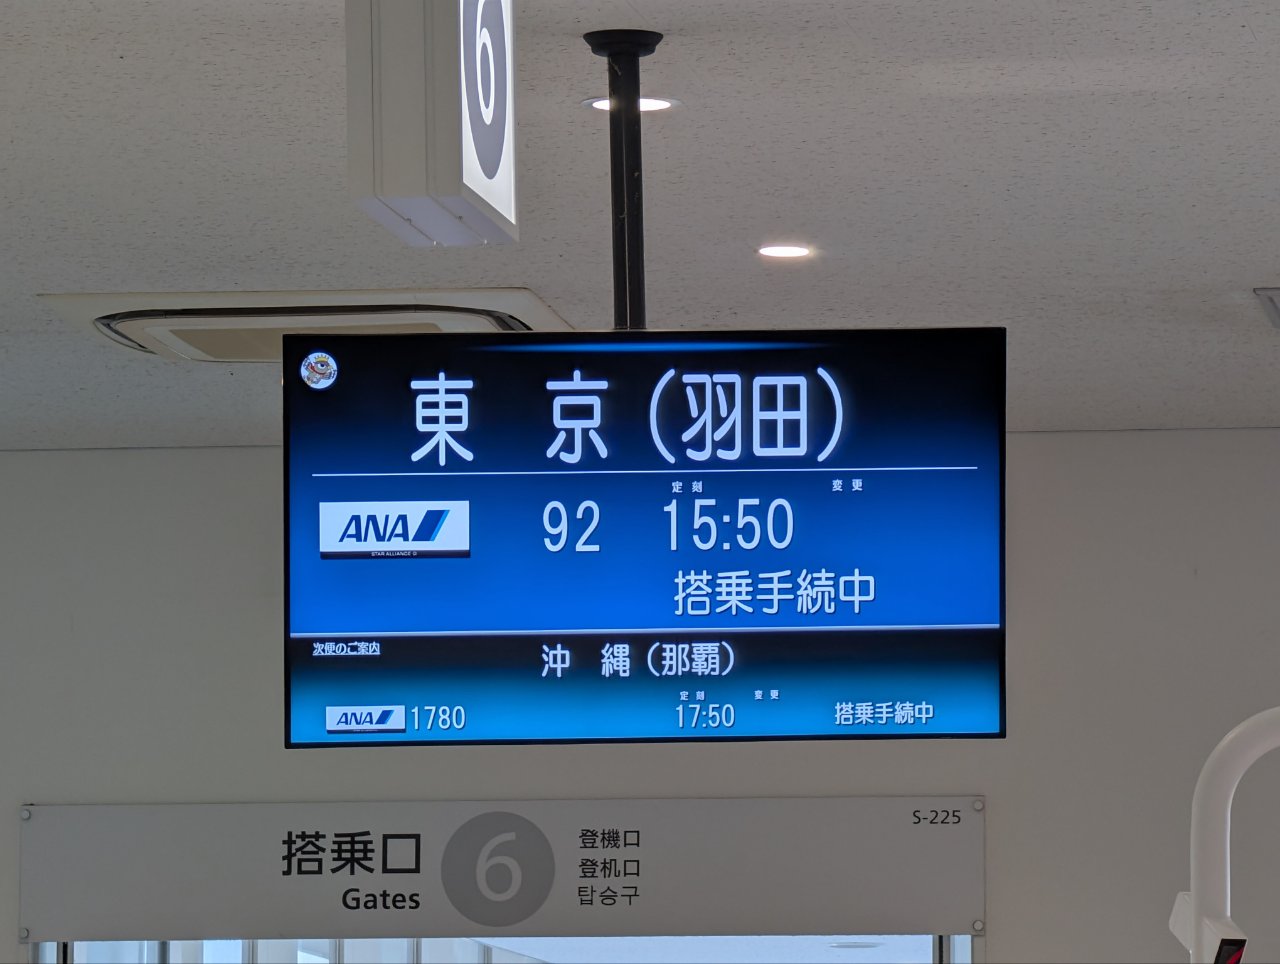 6
東 京(羽田)
定刻 変更
ANA 92 15:50
STAR ALLIANCE
搭乗手続中
次便のご案内
沖 縄(那覇)
定刻 変更
ANA 1780 17:50 搭乗手続中
S-225
搭乗口
Gates
6
登機口
登机口
탑승구